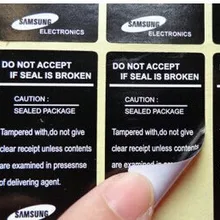 SAMSUNG
ELECTRONICS
DO NOT ACCEPT
IF SEAL IS BROKEN
CAUTION :
SEALED PACKAGE
Tampered with,do not give
clear receipt unless contents
are examined in presesnse
of delivering agent.
SAMSUNG
ELECTRONICS
DO NOT ACCEPT
IF SEAL IS BROKEN
CAUTION :
SEALED PACKAGE
Tampered with,do not give
clear receipt unless contents
are examined in
of deliver
SAMSUNG